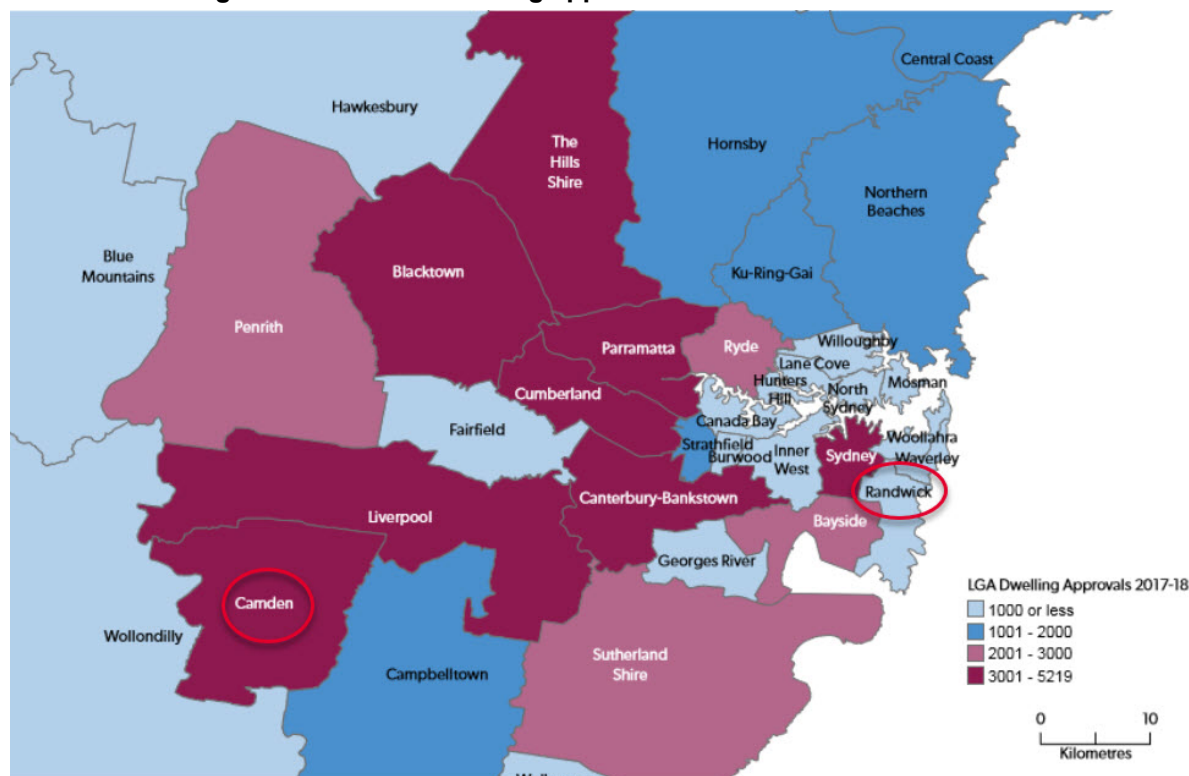 Central Coast
Hawkesbury
The
Hills
Shire
Hornsby
Northern
Beaches
Blue
Mountains
Blacktown
Ku-Ring-Gai
Penrith
Parramatta
Ryde
Willoughby
Lane Cove
Hunters
Hill
North
Sydney
Mosman
Cumberland
Canada Bay
Fairfield
Strathfield
Burwood
Inner
West
Sydney
Woollahra
Waverley
Canterbury-Bankstown
Randwick
Liverpool
Bayside
Georges River
Camden
Wollondilly
Campbelltown
Sutherland
Shire
LGA Dwelling Approvals 2017-18
1000 or less
1001 - 2000
2001 - 3000
3001 - 5219
0 10
Kilometres